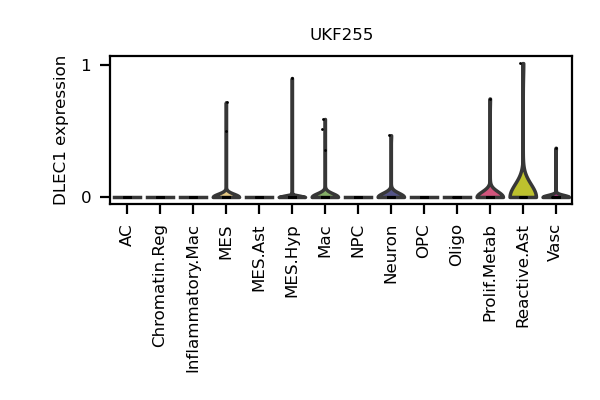 UKF255
DLEC1 expression
1
0
AC
Chromatin.Reg
Inflammatory.Mac
MES
MES.Ast
MES.Hyp
Mac
NPC
Neuron
OPC
Oligo
Prolif.Metab
Reactive.Ast
Vasc